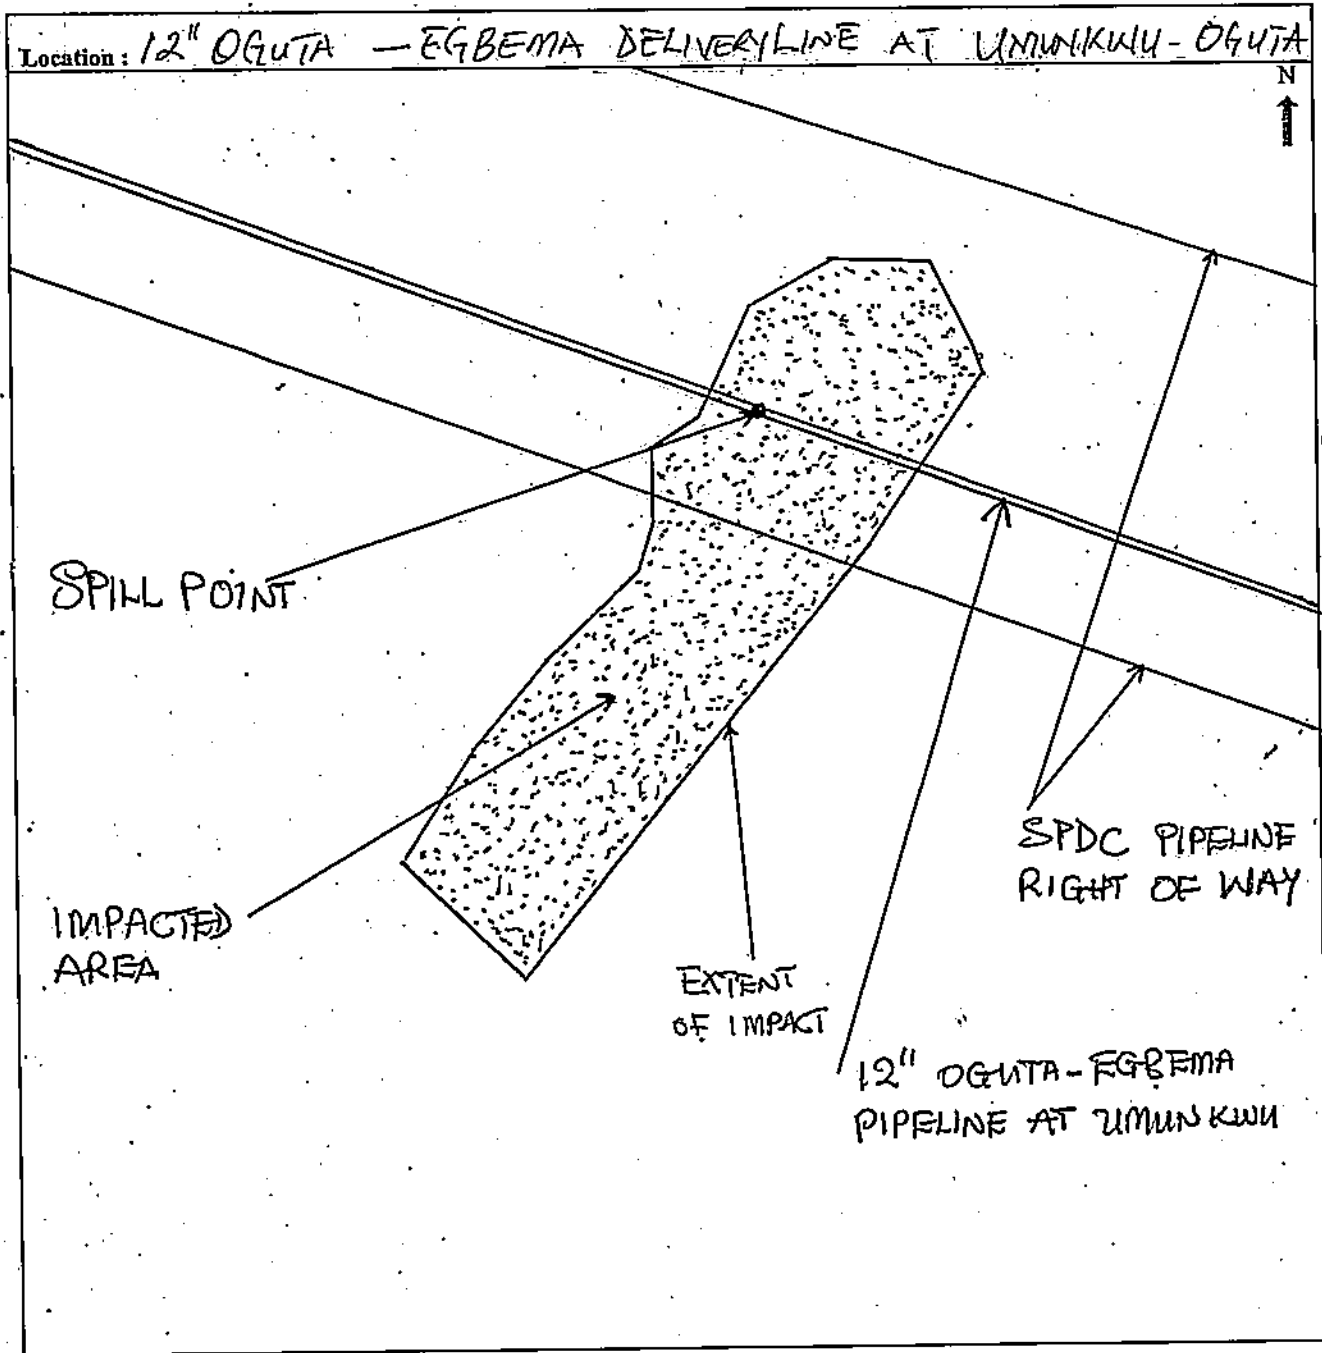 Location : 12" OGUTA — EGBEMA DELIVERYLINE AT UMUNKWU - OGUTA
N
SPILL POINT
SPDC PIPELINE
RIGHT OF WAY
IMPACTED
AREA
EXTENT
OF IMPACT
12" OGUTA - EGBEMA
PIPELINE AT UMUNKWU